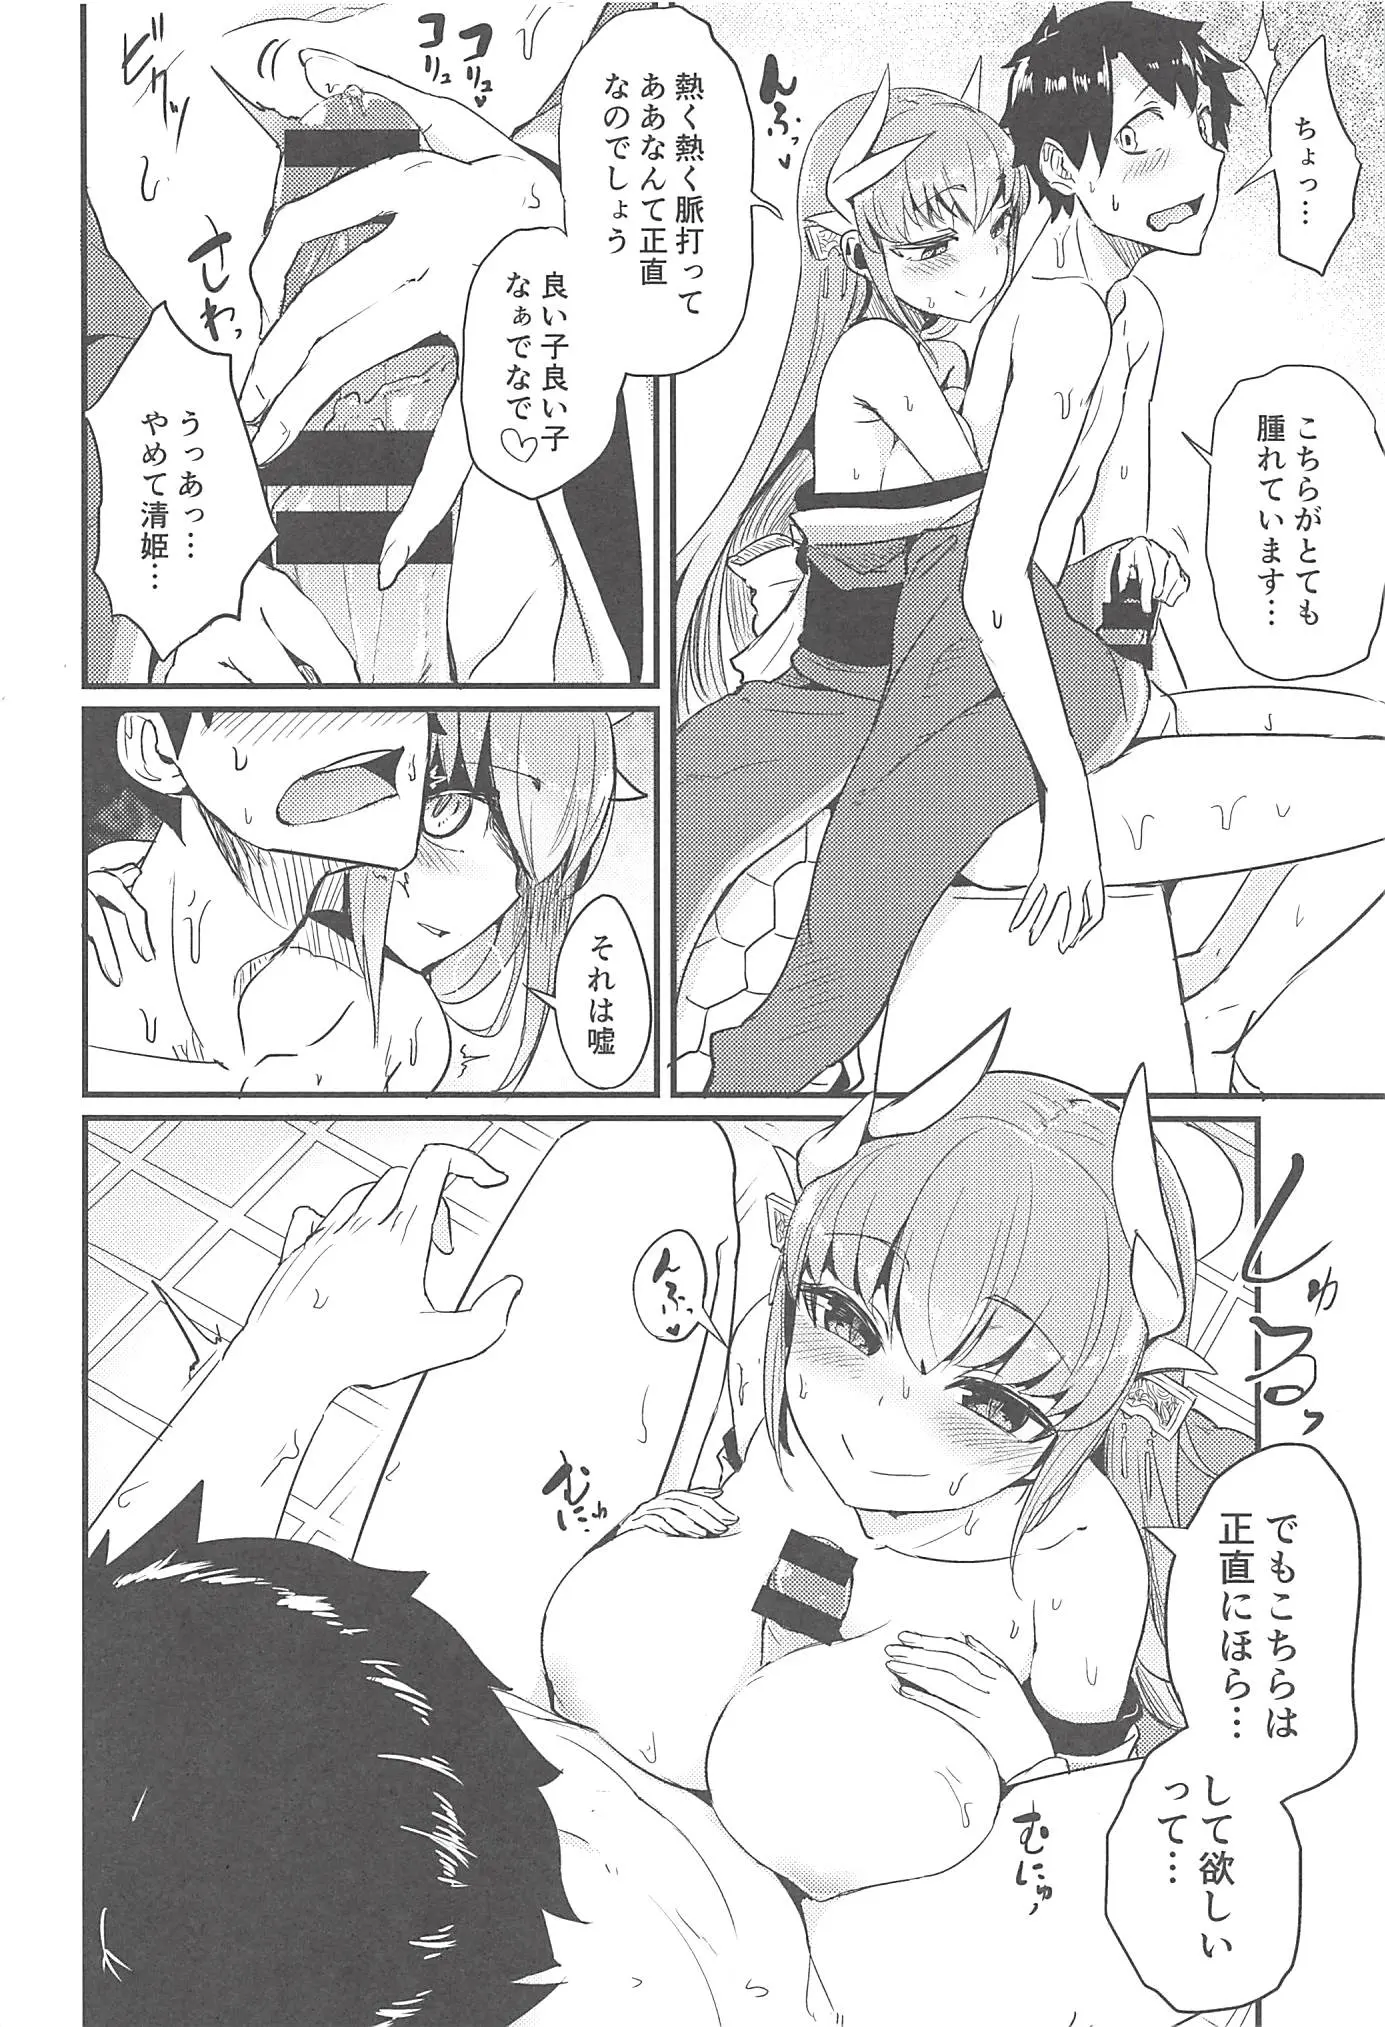 ちょっ…
こちらがとても
腫れています…
んふっ♥
熱く熱く脈打って
ああなんて正直
なのでしょう
良い子良い子
なぁでなで♡
コリュ
コリュ♥
ビクッ
さわっ
うっあっ…
やめて清姫…
それは嘘
しゅるっ
んふっ♥
むにゅ
でもこちらは
正直にほら…
して欲しい
って…
むにゅっ